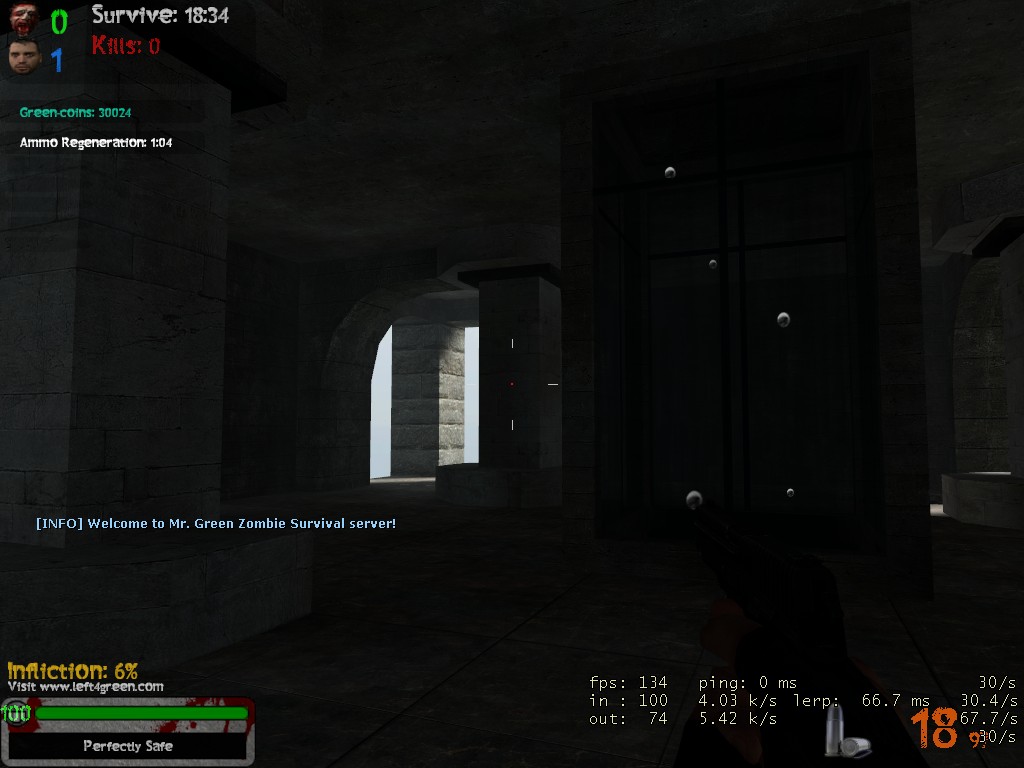 0
Survive: 18:34
1
Kills: 0
Green-coins: 30024
Ammo Regeneration: 1:04
[INFO] Welcome to Mr. Green Zombie Survival server!
Infliction: 6%
Visit www.left4green.com
100
Perfectly Safe
fps: 134 ping: 0 ms 30/s
in : 100 4.03 k/s lerp: 66.7 ms 30.4/s
out: 74 5.42 k/s 67.7/s
18 30/s